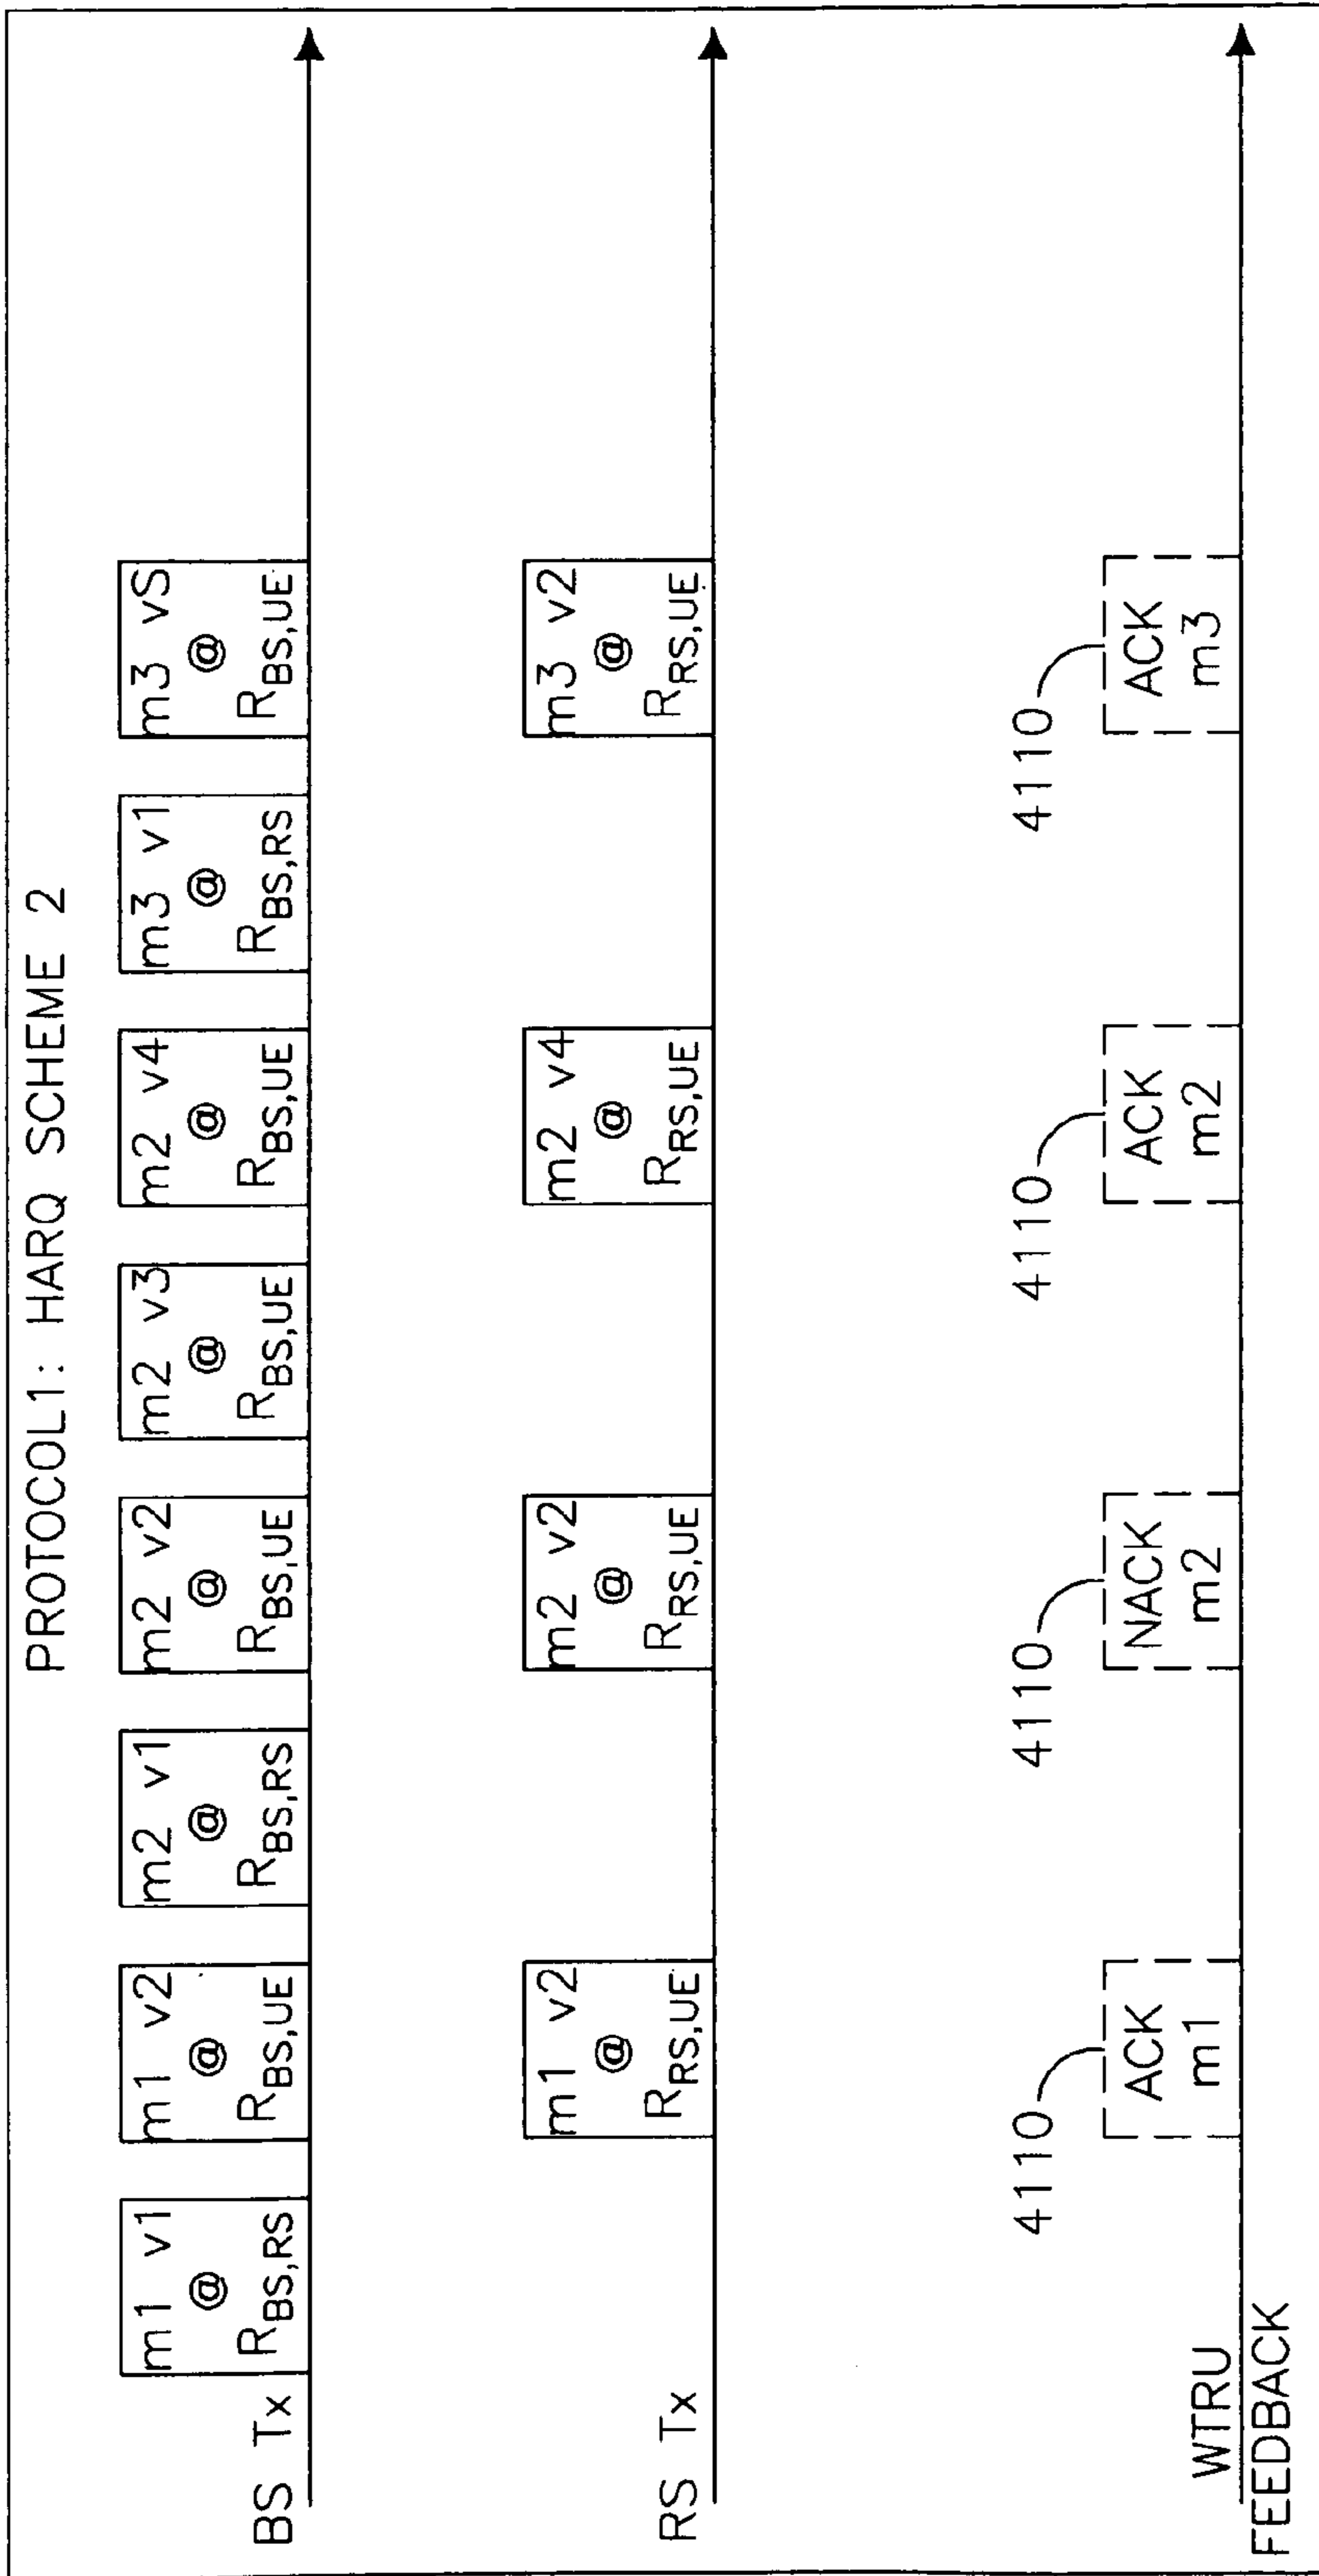 PROTOCOL1: HARQ SCHEME 2
BS Tx
m1 v1
@
RBS,RS
m1 v2
@
RBS,UE
m2 v1
@
RBS,RS
m2 v2
@
RBS,UE
m2 v3
@
RBS,UE
m2 v4
@
RBS,UE
m3 v1
@
RBS,RS
m3 vS
@
RBS,UE
RS Tx
m1 v2
@
RRS,UE
m2 v2
@
RRS,UE
m2 v4
@
RRS,UE
m3 v2
@
RRS,UE
WTRU
FEEDBACK
4110
ACK
m1
4110
NACK
m2
4110
ACK
m2
4110
ACK
m3